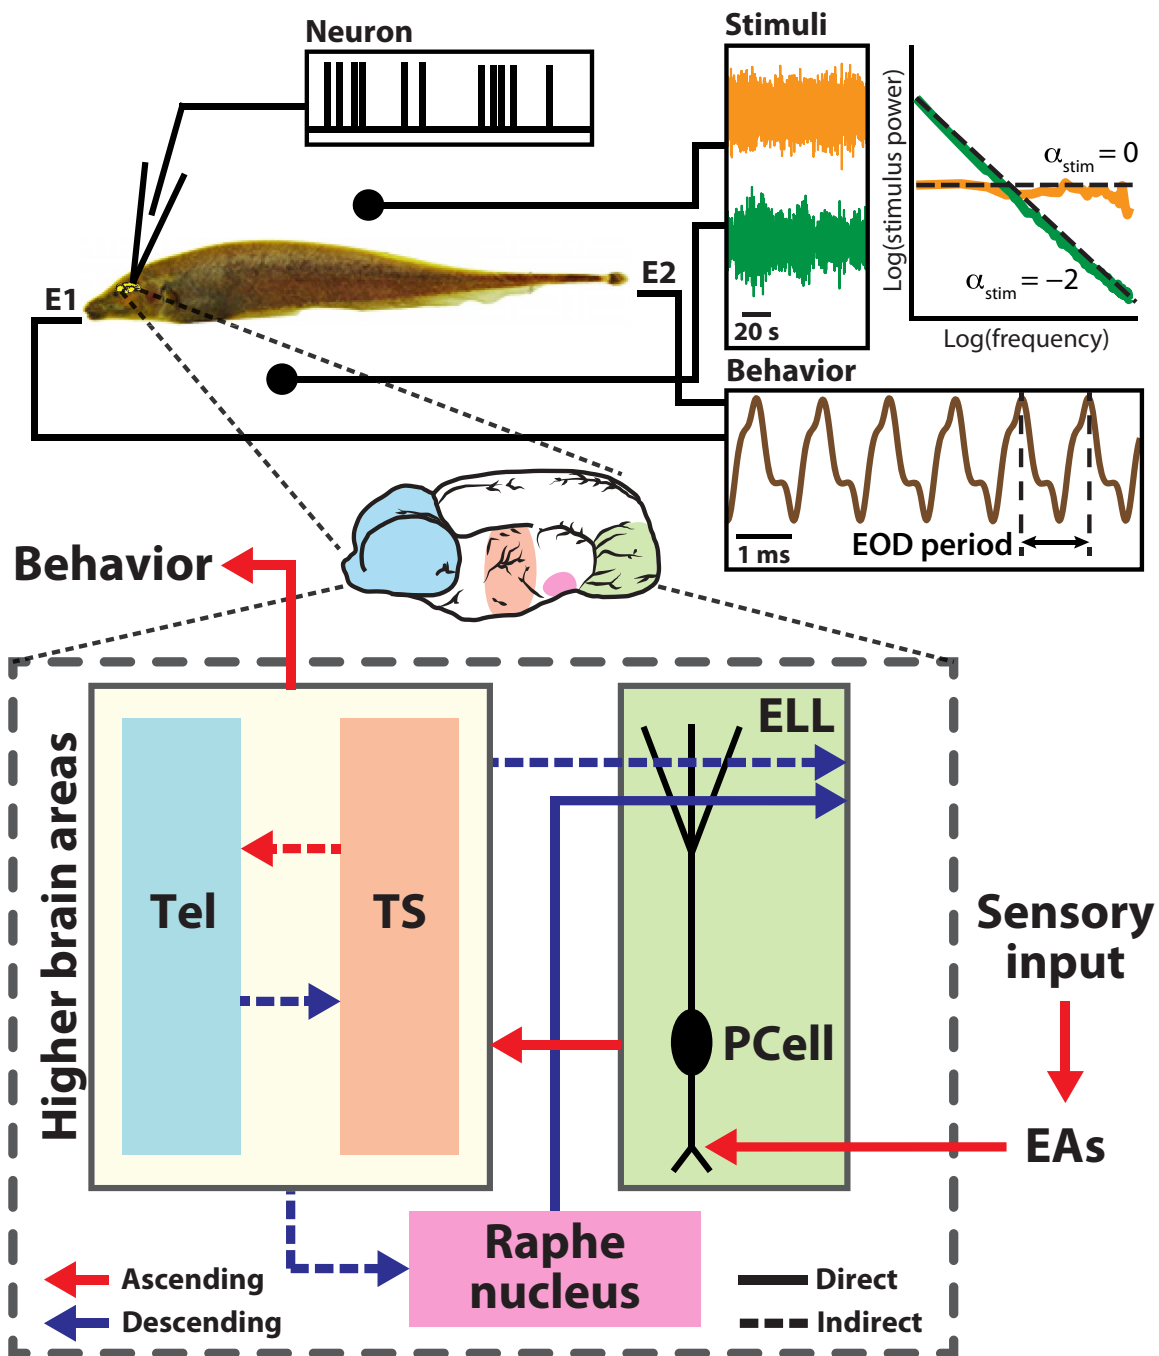 Neuron
Stimuli
E1
E2
20 s
Log(stimulus power)
αstim = 0
αstim = −2
Log(frequency)
Behavior
1 ms
EOD period
Behavior
Higher brain areas
Tel
TS
ELL
PCell
Sensory
input
EAs
Raphe
nucleus
Ascending
Descending
Direct
Indirect